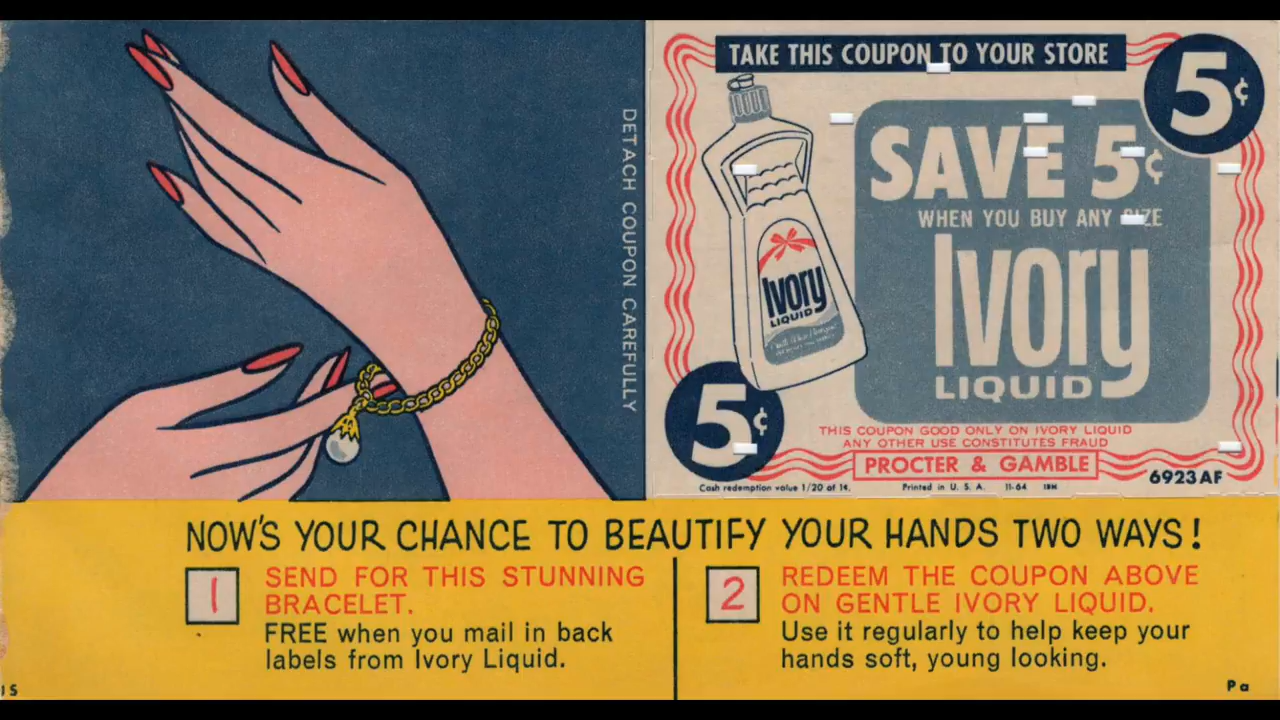 DETACH COUPON CAREFULLY
TAKE THIS COUPON TO YOUR STORE
5¢
SAVE 5¢
WHEN YOU BUY ANY SIZE
Ivory
LIQUID
Ivory
LIQUID
5¢
THIS COUPON GOOD ONLY ON IVORY LIQUID
ANY OTHER USE CONSTITUTES FRAUD
PROCTER & GAMBLE
6923AF
Cash redemption value 1/20 of 1¢.
Printed in U. S. A.
11-64
IBM
NOW'S YOUR CHANCE TO BEAUTIFY YOUR HANDS TWO WAYS!
1
SEND FOR THIS STUNNING
BRACELET.
FREE when you mail in back
labels from Ivory Liquid.
2
REDEEM THE COUPON ABOVE
ON GENTLE IVORY LIQUID.
Use it regularly to help keep your
hands soft, young looking.
IS
Pa